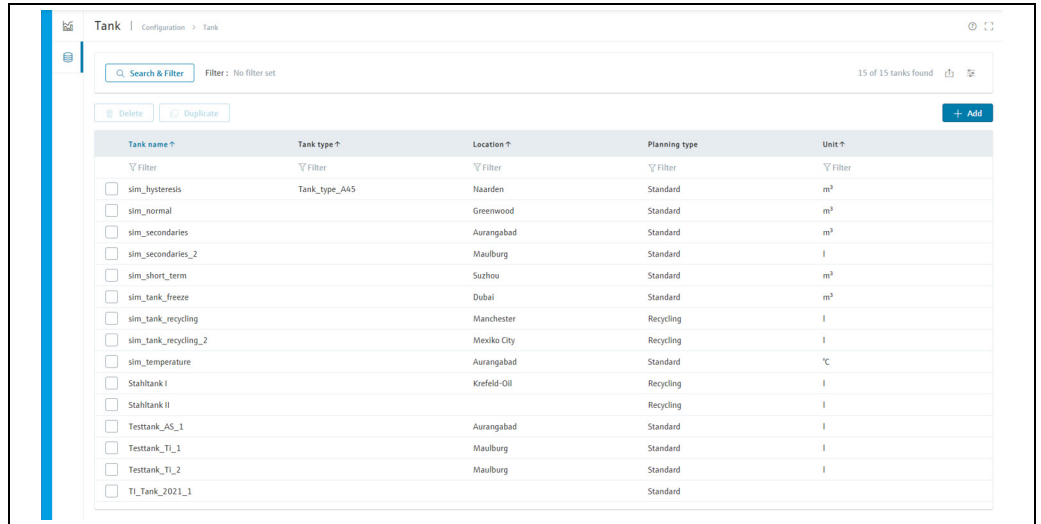 Tank | Configuration > Tank
Search & Filter Filter : No filter set 15 of 15 tanks found
Delete Duplicate + Add
Tank name ↑ Tank type ↑ Location ↑ Planning type Unit ↑
Filter Filter Filter Filter Filter
sim_hysteresis Tank_type_A45 Naarden Standard m³
sim_normal Greenwood Standard m³
sim_secondaries Aurangabad Standard m³
sim_secondaries_2 Maulburg Standard l
sim_short_term Suzhou Standard m³
sim_tank_freeze Dubai Standard m³
sim_tank_recycling Manchester Recycling l
sim_tank_recycling_2 Mexiko City Recycling l
sim_temperature Aurangabad Standard °C
Stahltank I Krefeld-Oil Recycling l
Stahltank II Recycling l
Testtank_AS_1 Aurangabad Standard l
Testtank_Ti_1 Maulburg Standard l
Testtank_Ti_2 Maulburg Standard l
TI_Tank_2021_1 Standard